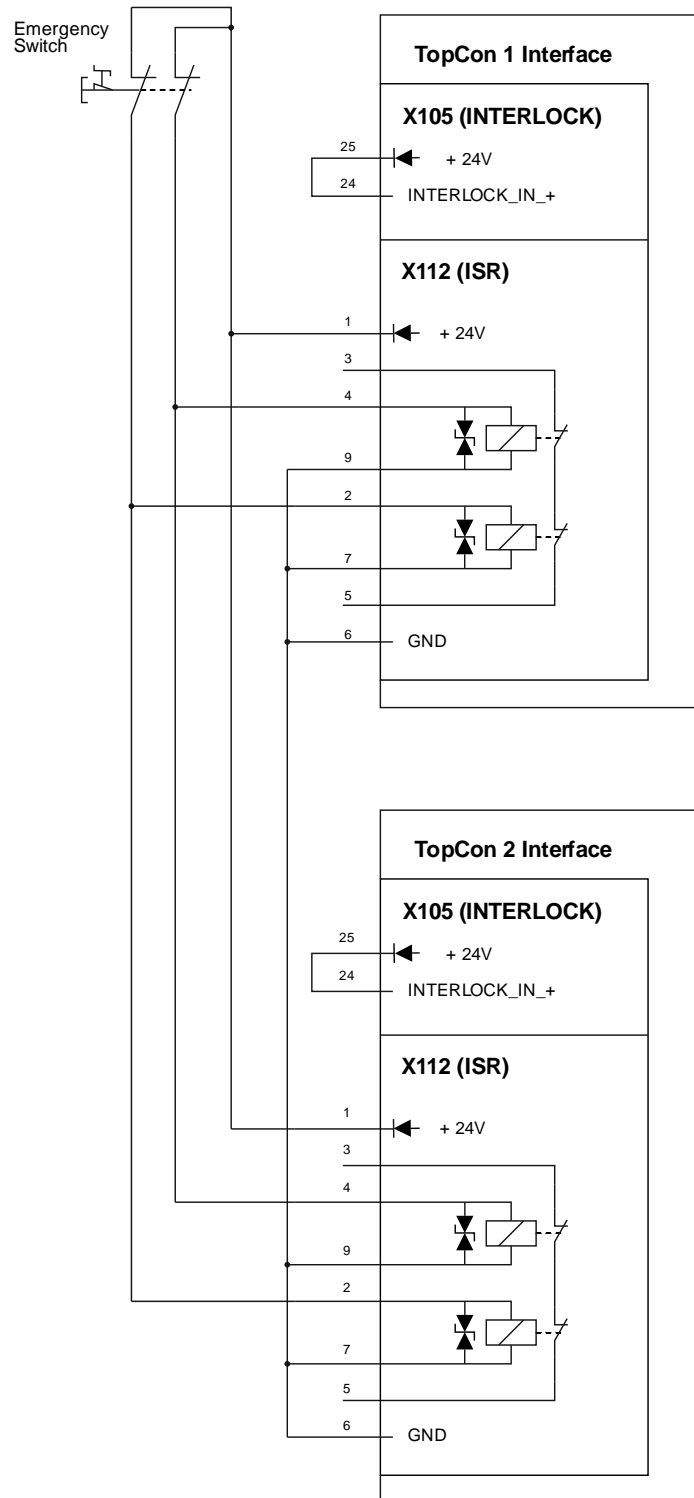 Emergency
Switch
TopCon 1 Interface
X105 (INTERLOCK)
25
+ 24V
24
INTERLOCK_IN_+
X112 (ISR)
1
+ 24V
3
4
9
2
7
5
6
GND
TopCon 2 Interface
X105 (INTERLOCK)
25
+ 24V
24
INTERLOCK_IN_+
X112 (ISR)
1
+ 24V
3
4
9
2
7
5
6
GND